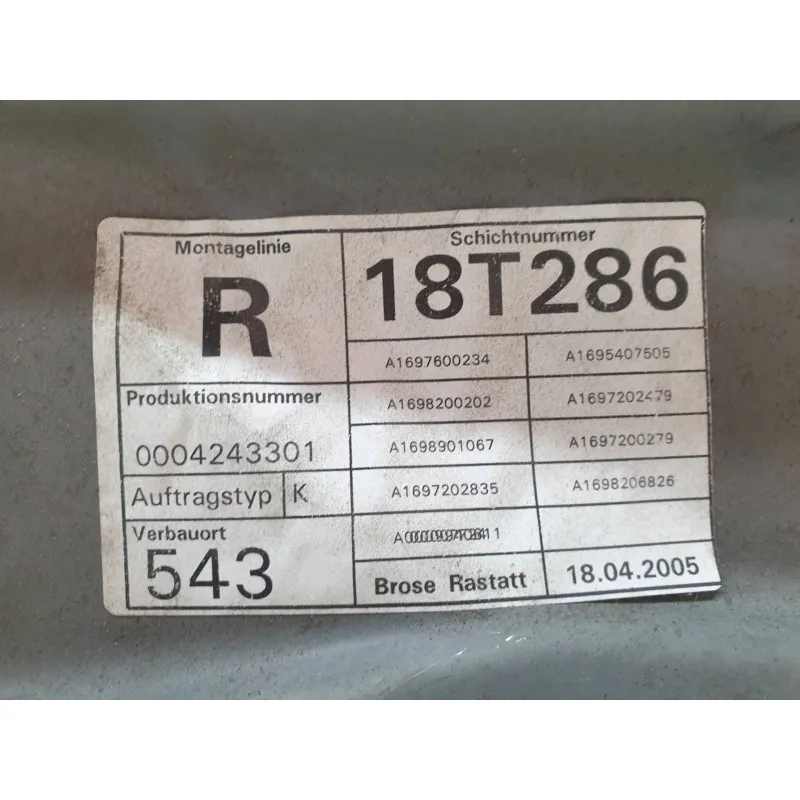 Montagelinie
R
Schichtnummer
18T286
A1697600234
A1695407505
Produktionsnummer
0004243301
A1698200202
A1697202479
A1698901067
A1697200279
Auftragstyp K
A1697202835
A1698206826
Verbauort
543
Brose Rastatt
18.04.2005